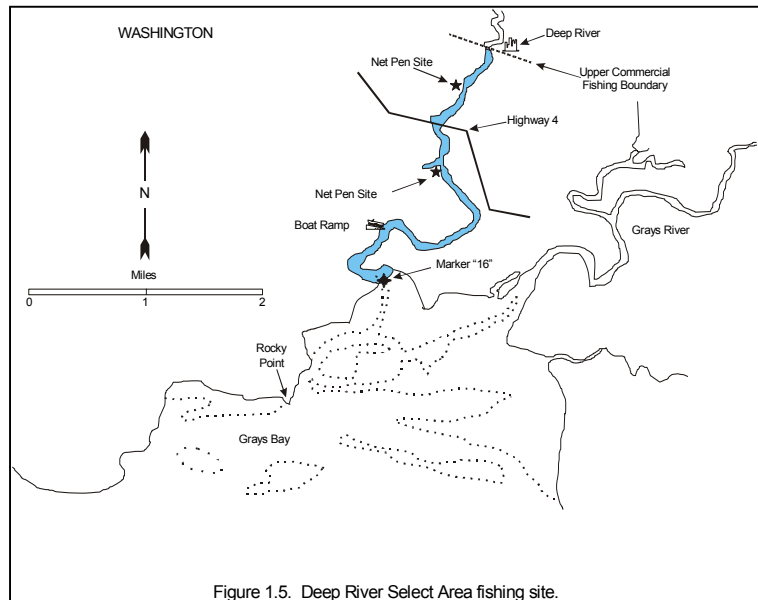 WASHINGTON
Deep River
Net Pen Site
Upper Commercial
Fishing Boundary
Highway 4
N
Net Pen Site
Boat Ramp
Grays River
Miles
Marker "16"
0
1
2
Rocky
Point
Grays Bay
Figure 1.5. Deep River Select Area fishing site.